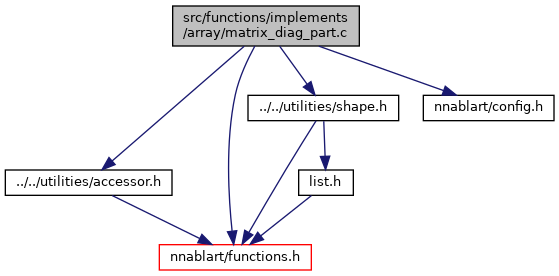 src/functions/implements
/array/matrix_diag_part.c
../../utilities/shape.h
nnablart/config.h
../../utilities/accessor.h
list.h
nnablart/functions.h